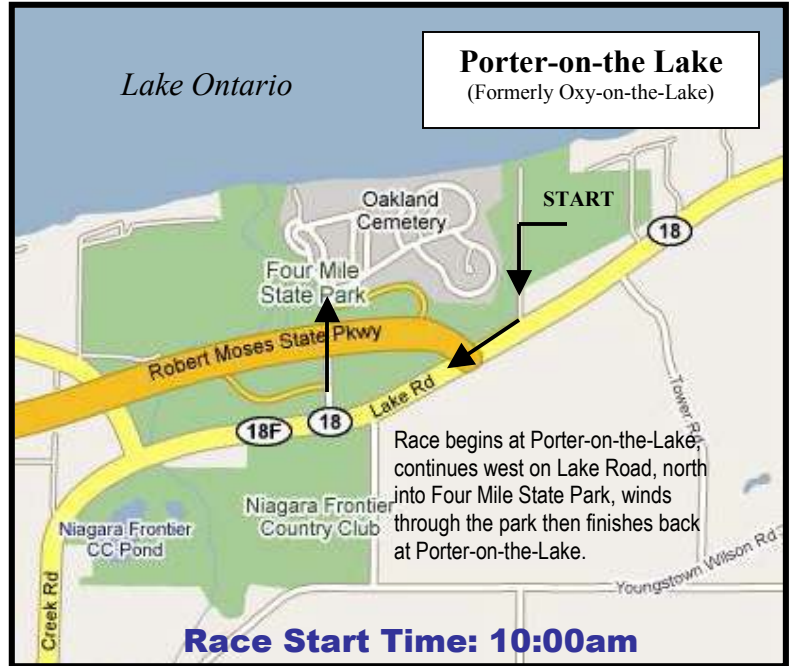 Porter-on-the Lake
(Formerly Oxy-on-the-Lake)
Lake Ontario
START
Oakland
Cemetery
18
Four Mile
State Park
Robert Moses State Pkwy
Lake Rd
18
18F
Tower Rd
Race begins at Porter-on-the-Lake,
continues west on Lake Road, north
into Four Mile State Park, winds
through the park then finishes back
at Porter-on-the-Lake.
Niagara Frontier
Country Club
Niagara Frontier
CC Pond
Creek Rd
Youngstown Wilson Rd
Race Start Time: 10:00am